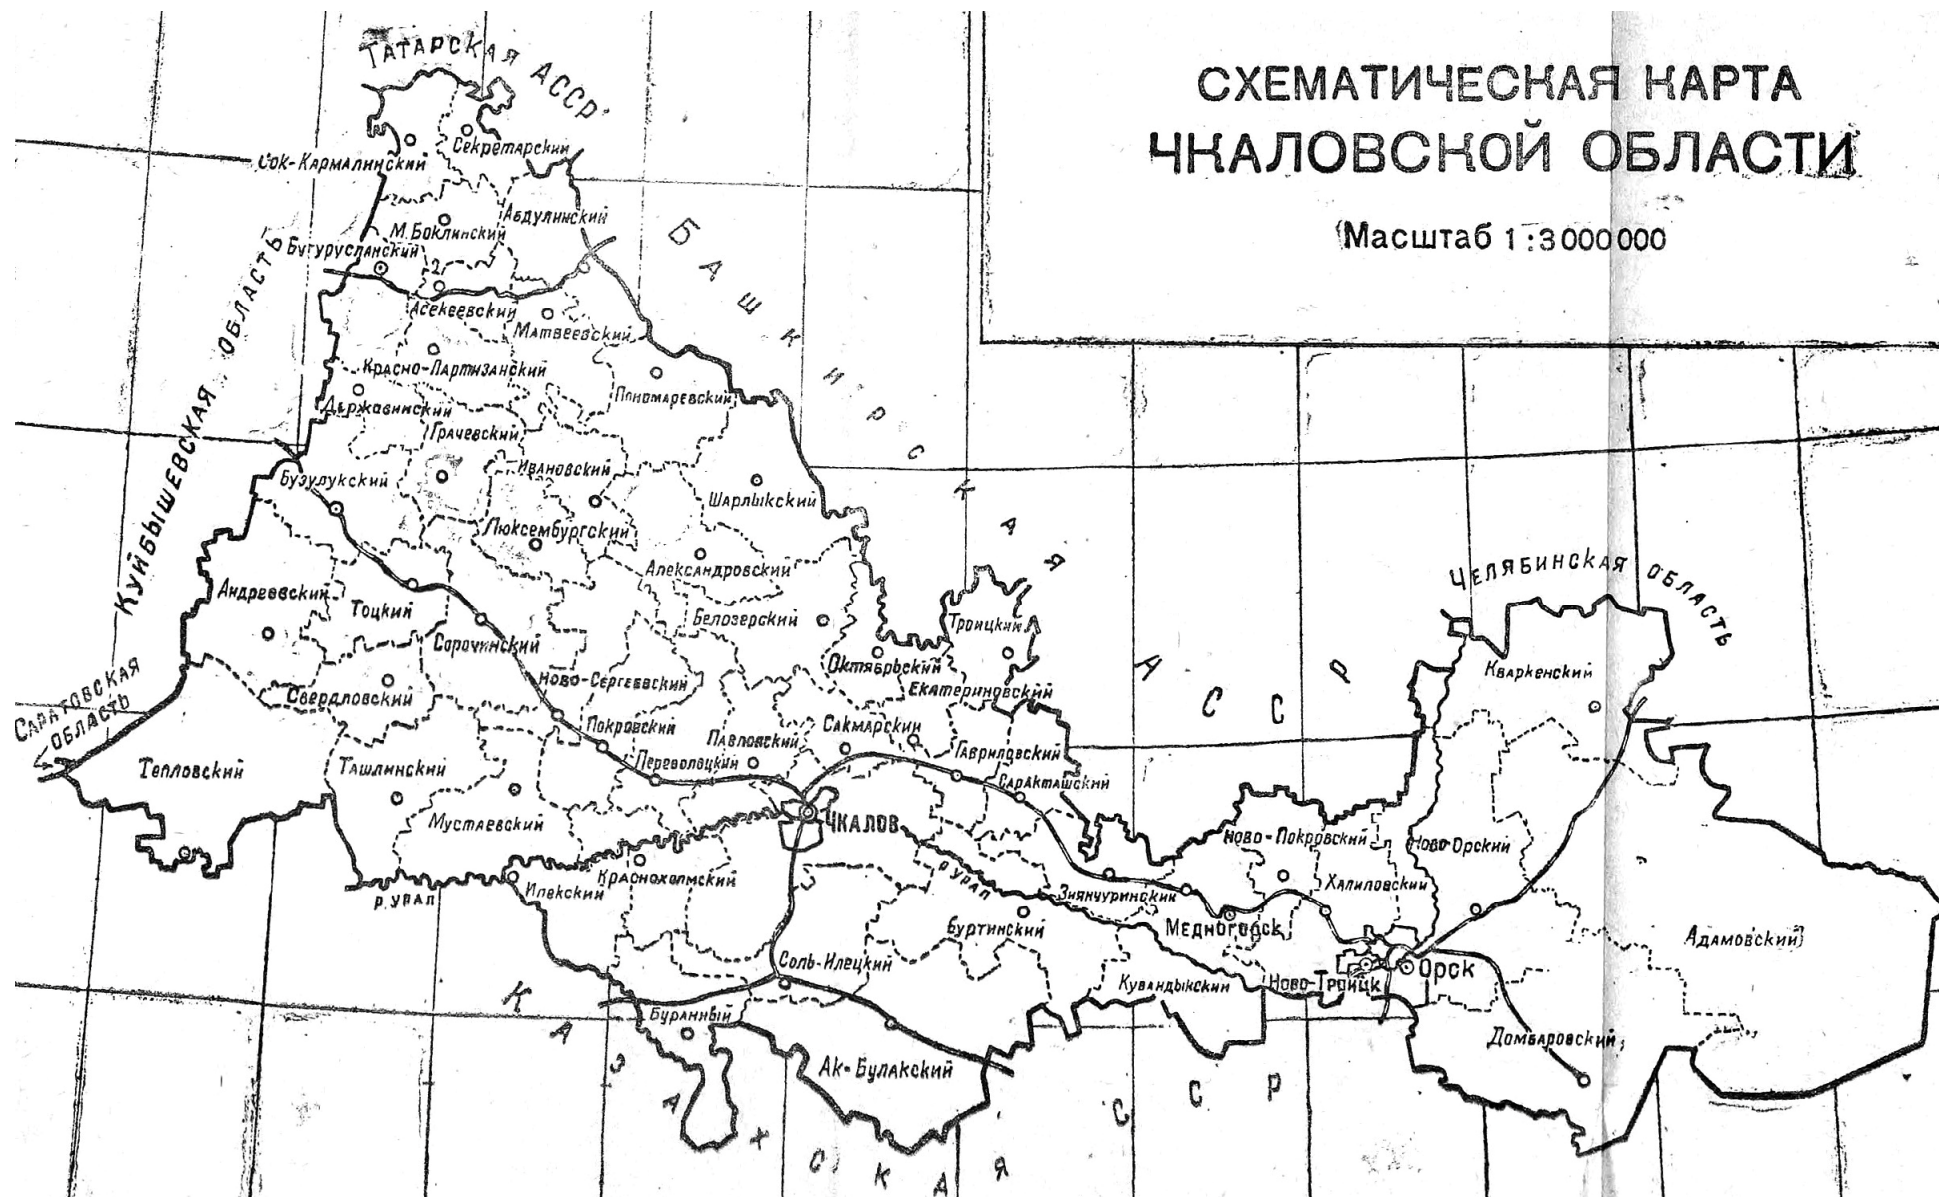 СХЕМАТИЧЕСКАЯ КАРТА
ЧКАЛОВСКОЙ ОБЛАСТИ
(Масштаб 1:3 000 000
ТАТАРСКАЯ АССР
Секретарский
Сок-Кармалинский
Абдулинский
М. Боклинский
Бугурусланский
БАШКИРСКАЯ АССР
КУЙБЫШЕВСКАЯ ОБЛАСТЬ
Асекеевский
Матвеевский
Красно-Партизанский
Пономаревский
Державинский
Грачевский
Ивановский
Бузулукский
Шарлыкский
Люксембургский
Александровский
ЧЕЛЯБИНСКАЯ ОБЛАСТЬ
Андреевский
Тоцкий
Белозерский
Троицкий
Сорочинский
Октябрьский
Кваркенский
Ново-Сергеевский
Екатериновский
Свердловский
САРАТОВСКАЯ
ОБЛАСТЬ
Покровский
Сакмарский
Павловский
Гавриловский
Тепловский
Ташлинский
Переволоцкий
Саракташский
Мустаевский
ЧКАЛОВ
Ново-Покровский
Ново-Орский
Краснохолмский
Р. УРАЛ
Илекский
Р. УРАЛ
Зиянчуринский
Халиловский
Медногорск
Буртинский
Адамовский
Соль-Илецкий
Орск
Кувандыкский
Ново-Троицк
Буранный
Домбаровский
Ак-Булакский
КАЗАХСКАЯ ССР